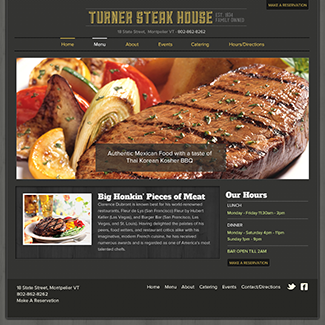 MAKE A RESERVATION
TURNER STEAK HOUSE
EST. 1974
FAMILY OWNED
18 State Street, Montpelier VT · 802-862-8262
Home Menu About Events Catering Hours/Directions
Authentic Mexican Food with a taste of
Thai Korean Kosher BBQ
Big Honkin' Pieces of Meat
Clarence Golerant is known best for his world-renowned
restaurants, Fleur de Lys (San Francisco) Fleur by Hubert
Keller (Las Vegas), and Burger Bar (San Francisco, Las
Vegas, and St. Louis). Having delighted the palates of his
peers, food editors, and restaurant critics alike with his
imaginative, modern French cuisine, he has received
numerous awards and is regarded as one of America's most
talented chefs.
Our Hours
LUNCH
Monday - Friday 11:30am - 3pm
DINNER
Monday - Saturday 5pm - 11pm
Sunday 1pm - 9pm
BAR: OPEN TILL 2AM
MAKE A RESERVATION
18 State Street, Montpelier VT
802-862-8262
Make A Reservation
Home Menu About Catering Events Contact/Directions